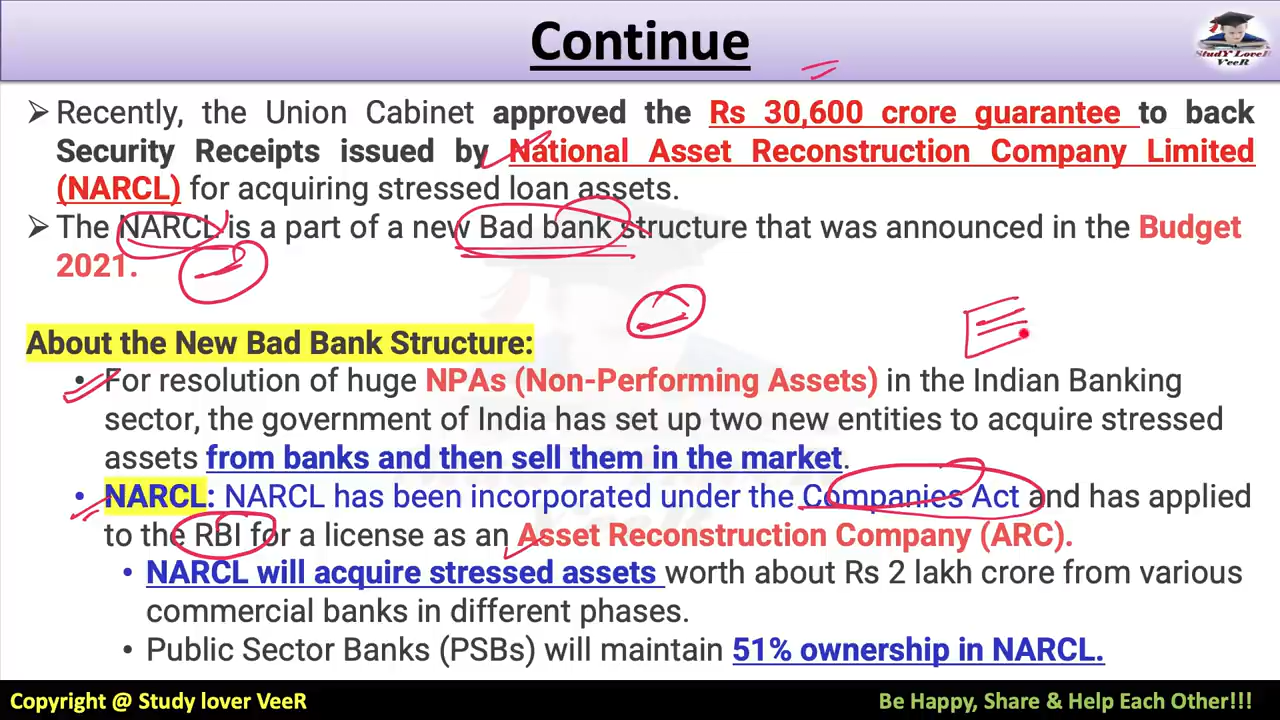 Continue
StudY LoveR
VeeR
➢ Recently, the Union Cabinet approved the Rs 30,600 crore guarantee to back
Security Receipts issued by National Asset Reconstruction Company Limited
(NARCL) for acquiring stressed loan assets.
➢ The NARCL is a part of a new Bad bank structure that was announced in the Budget
2021.
About the New Bad Bank Structure:
• For resolution of huge NPAs (Non-Performing Assets) in the Indian Banking
sector, the government of India has set up two new entities to acquire stressed
assets from banks and then sell them in the market.
• NARCL: NARCL has been incorporated under the Companies Act and has applied
to the RBI for a license as an Asset Reconstruction Company (ARC).
• NARCL will acquire stressed assets worth about Rs 2 lakh crore from various
commercial banks in different phases.
• Public Sector Banks (PSBs) will maintain 51% ownership in NARCL.
Copyright @ Study lover VeeR
Be Happy, Share & Help Each Other!!!